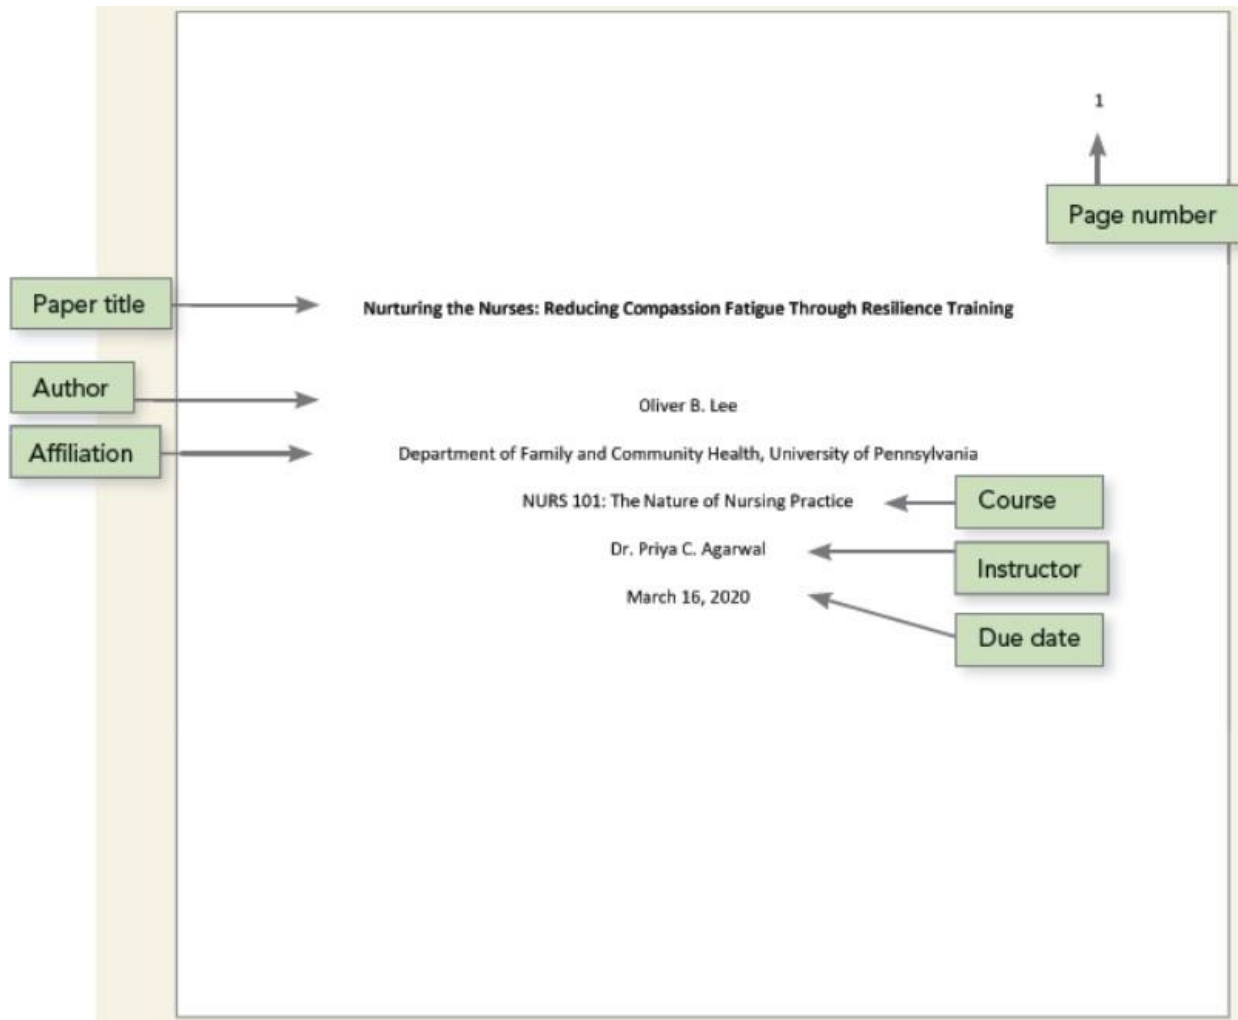 1
Page number
Paper title
Nurturing the Nurses: Reducing Compassion Fatigue Through Resilience Training
Author
Oliver B. Lee
Affiliation
Department of Family and Community Health, University of Pennsylvania
NURS 101: The Nature of Nursing Practice
Course
Dr. Priya C. Agarwal
Instructor
March 16, 2020
Due date